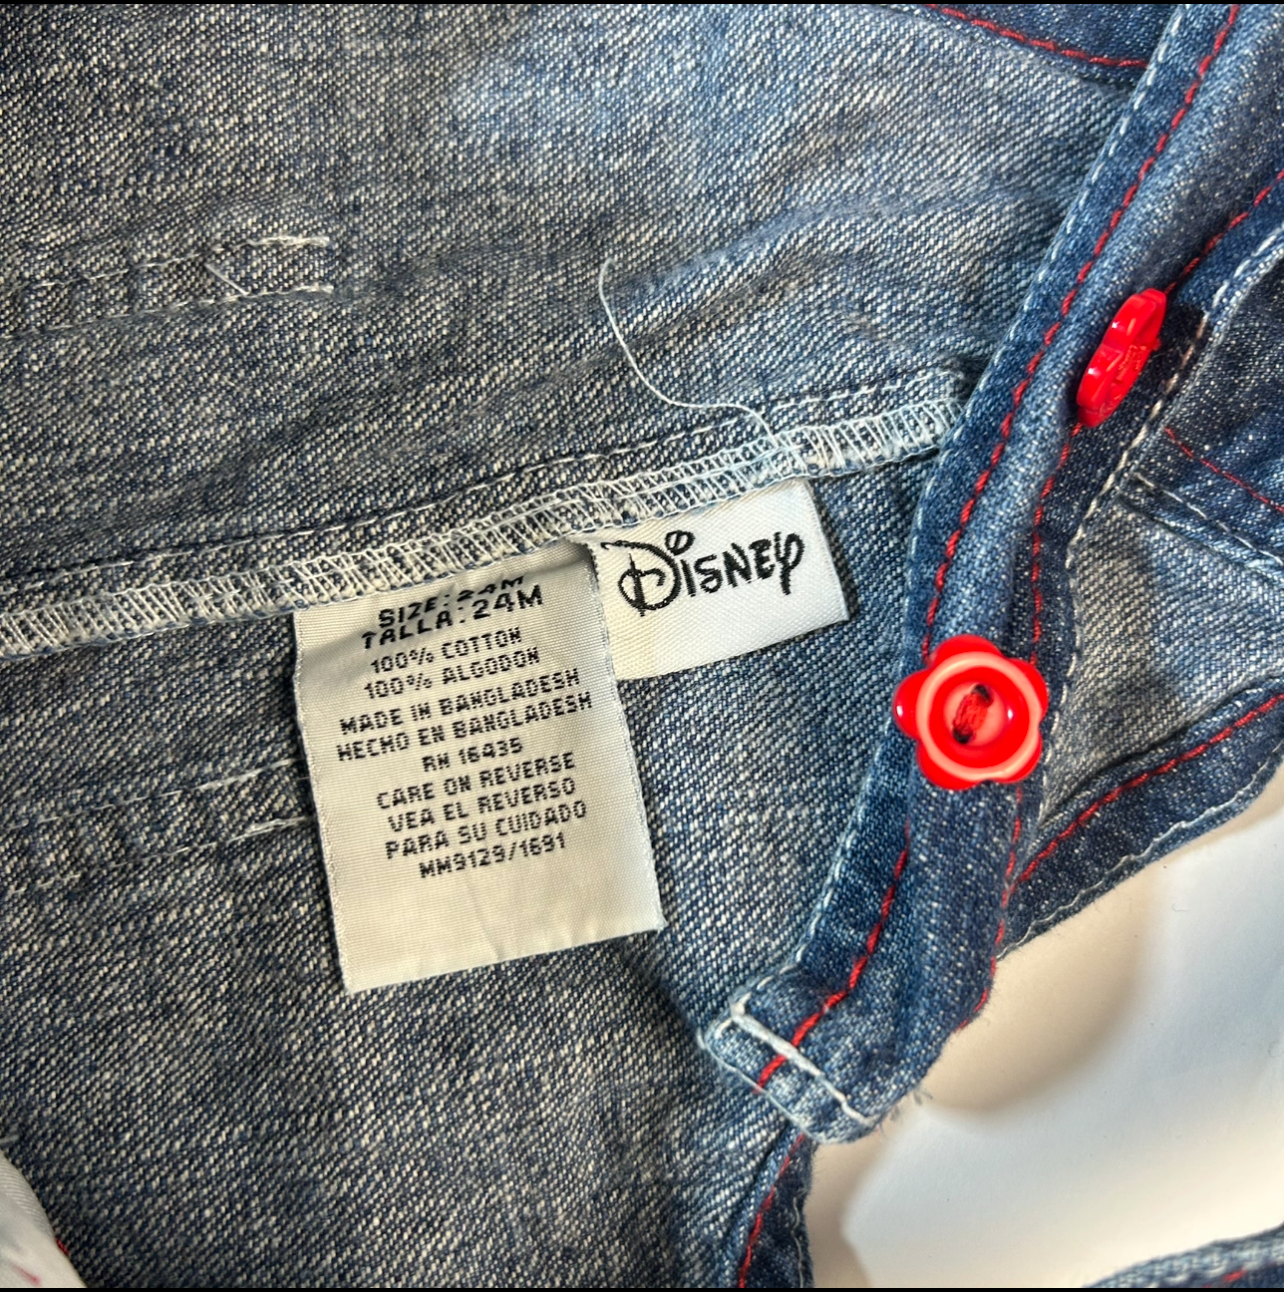 SIZE: 24M
TALLA: 24M
100% COTTON
100% ALGODON
MADE IN BANGLADESH
HECHO EN BANGLADESH
RN 16435
CARE ON REVERSE
VEA EL REVERSO
PARA SU CUIDADO
MM9129/1691
DISNEY